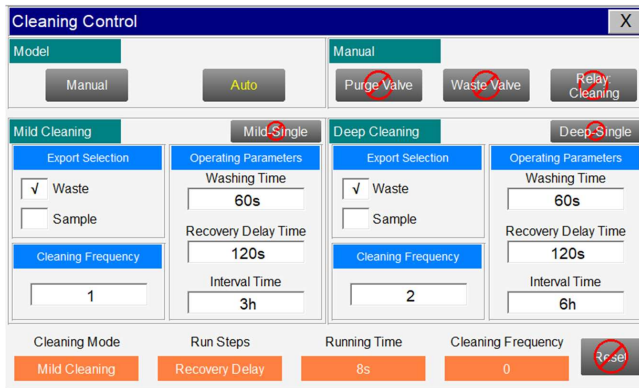 Cleaning Control
X
Model
Manual
Manual
Auto
Purge Valve
Waste Valve
Relay:
Cleaning
Mild Cleaning
Mild-Single
Deep Cleaning
Deep-Single
Export Selection
Operating Parameters
Export Selection
Operating Parameters
√ Waste
Sample
Washing Time
60s
Recovery Delay Time
120s
Interval Time
3h
Cleaning Frequency
1
√ Waste
Sample
Washing Time
60s
Recovery Delay Time
120s
Interval Time
6h
Cleaning Frequency
2
Cleaning Mode
Run Steps
Running Time
Cleaning Frequency
Mild Cleaning
Recovery Delay
8s
0
Reset